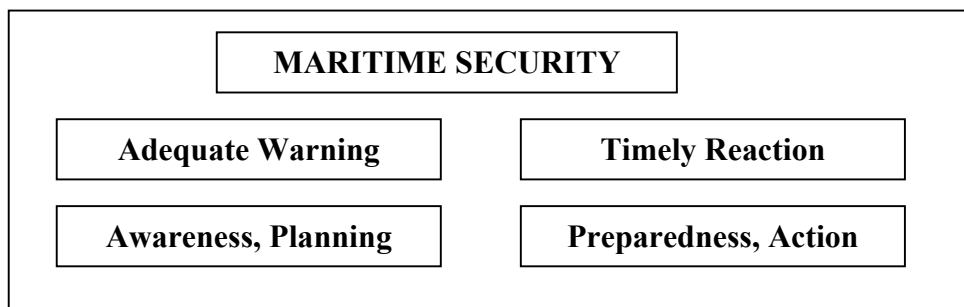 MARITIME SECURITY
Adequate Warning
Timely Reaction
Awareness, Planning
Preparedness, Action